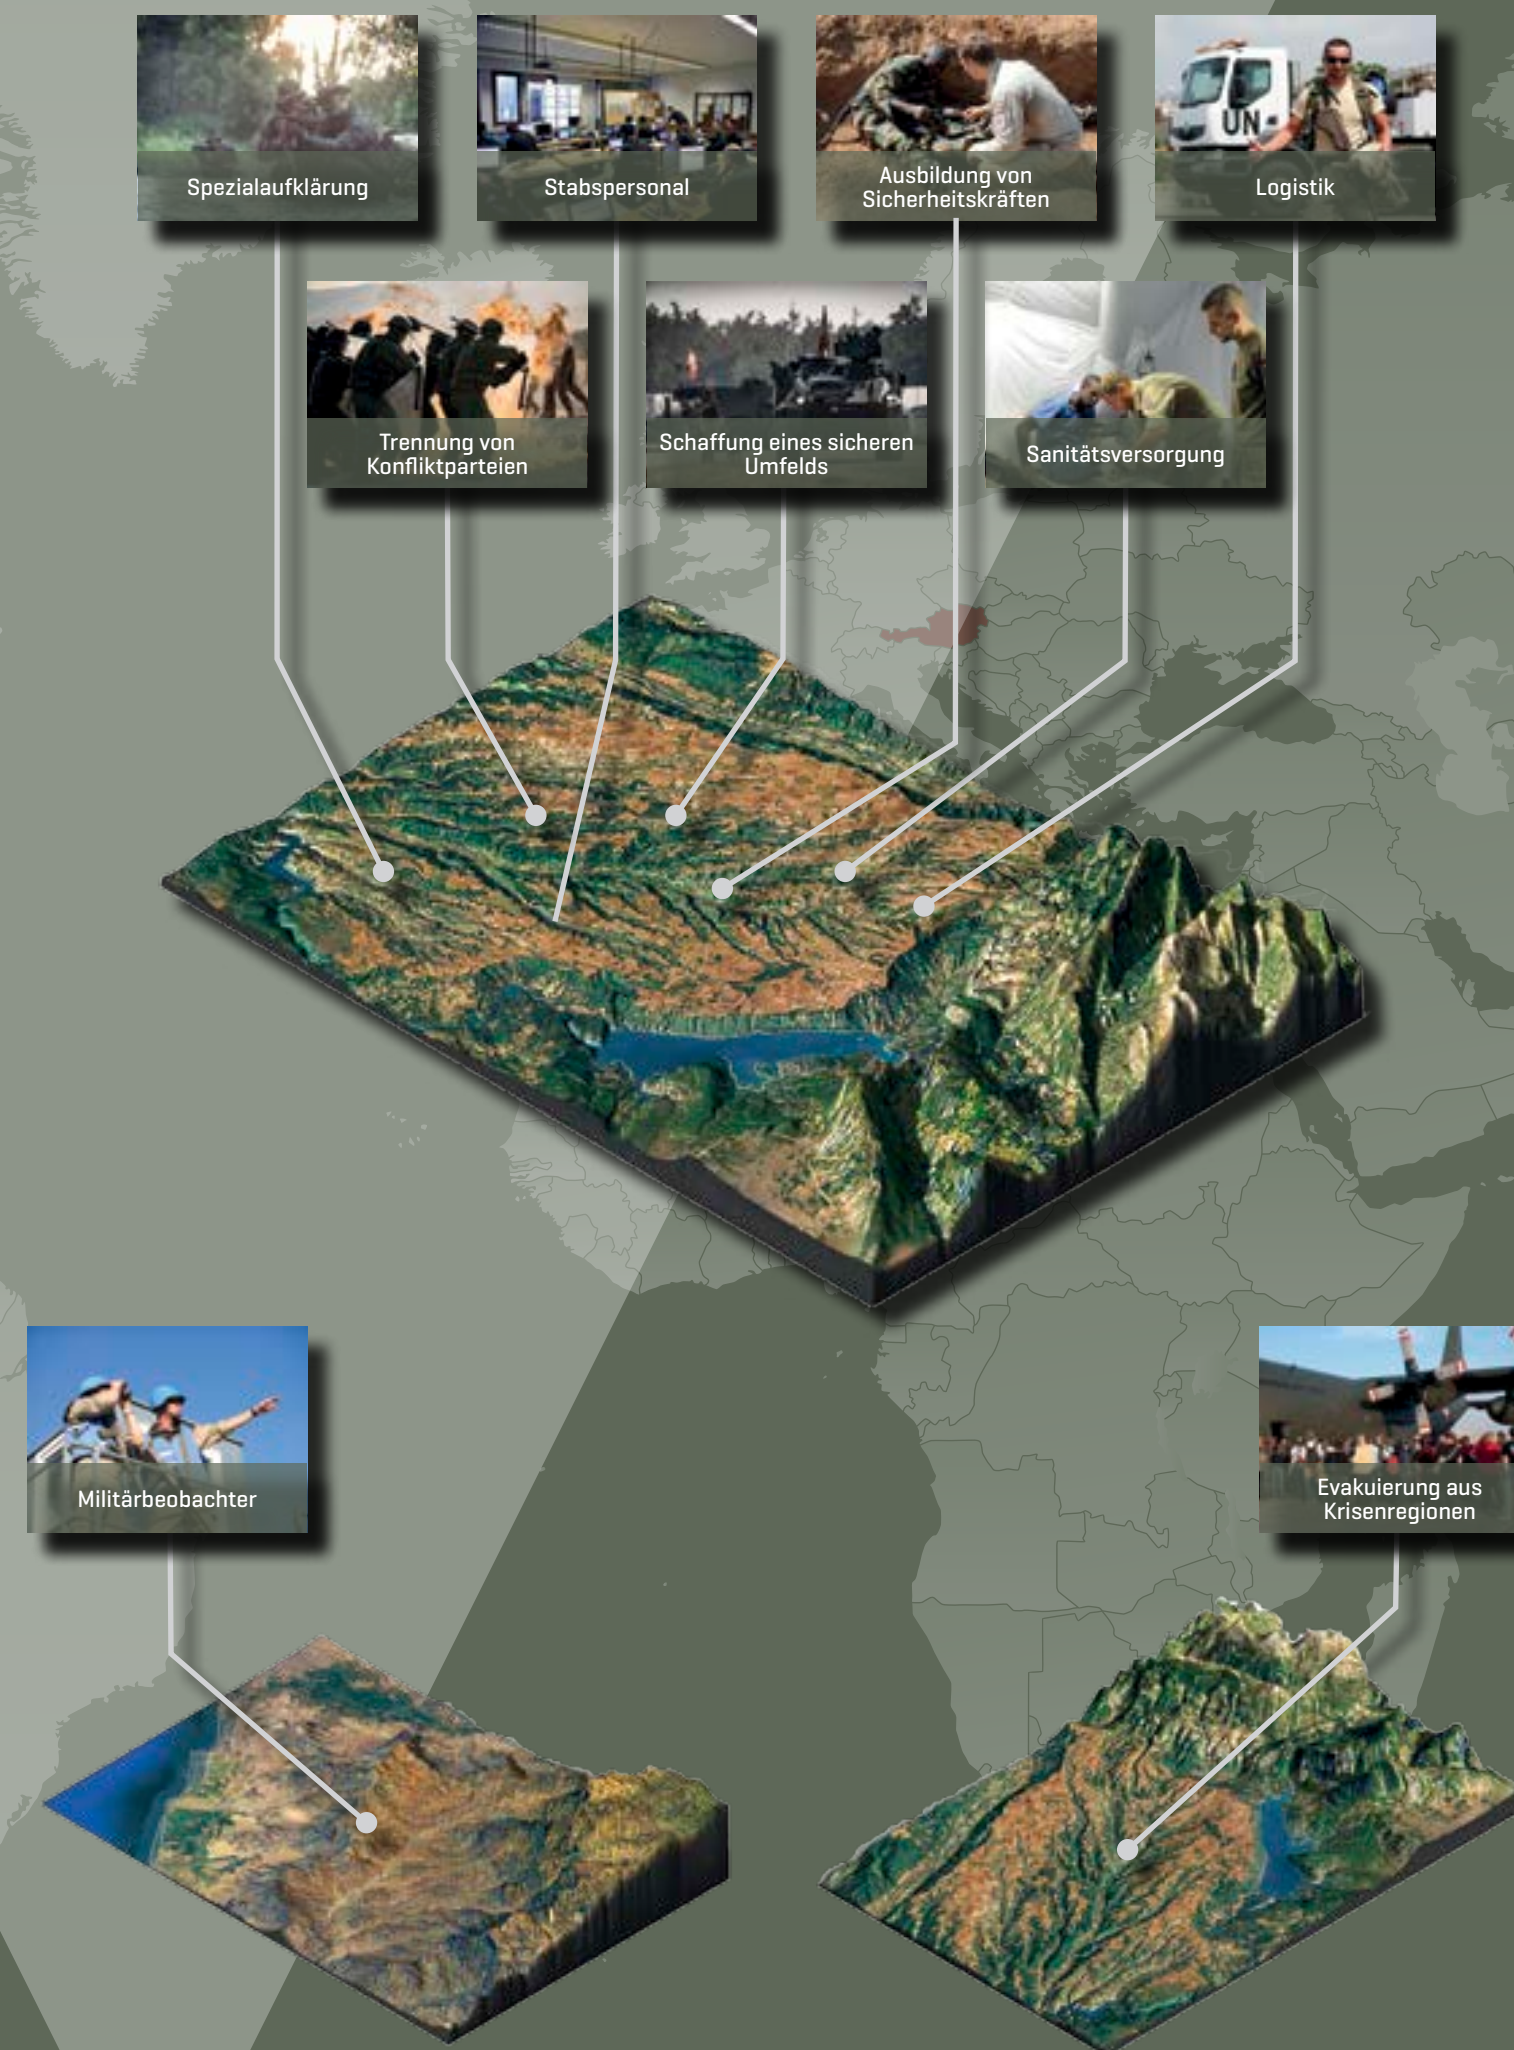 Spezialaufklärung
Stabspersonal
Ausbildung von
Sicherheitskräften
UN
Logistik
Trennung von
Konfliktparteien
Schaffung eines sicheren
Umfelds
Sanitätsversorgung
Militärbeobachter
Evakuierung aus
Krisenregionen